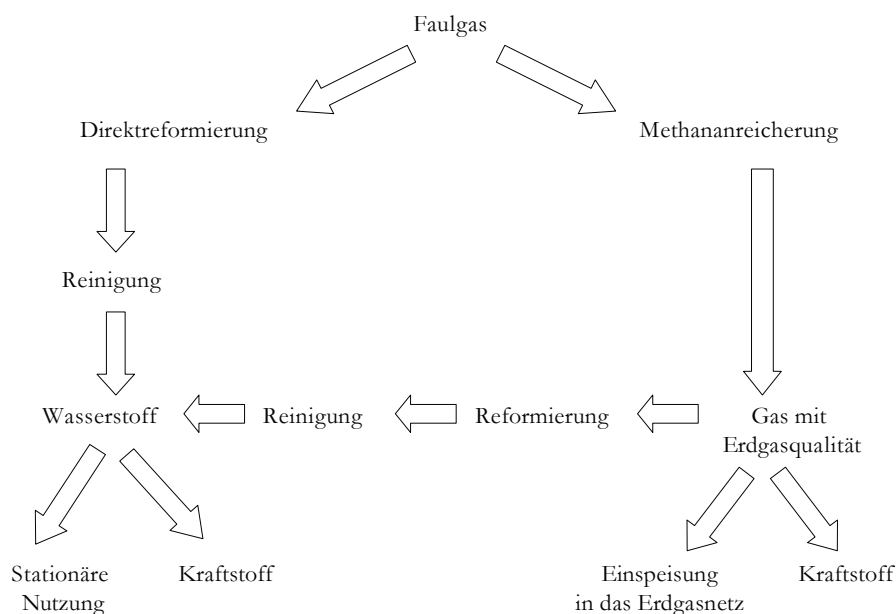 Faulgas
Direktreformierung
Methananreicherung
Reinigung
Wasserstoff
Reinigung
Reformierung
Gas mit
Erdgasqualität
Stationäre
Nutzung
Kraftstoff
Einspeisung
in das Erdgasnetz
Kraftstoff